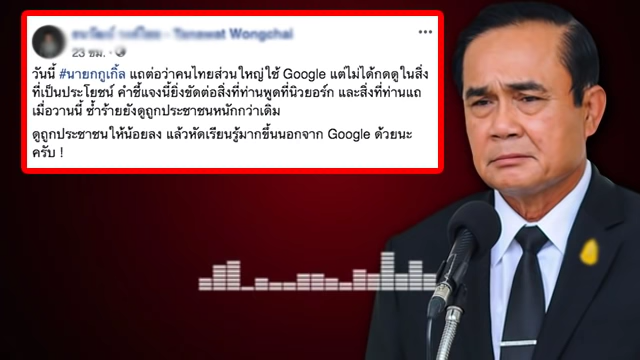 Tanawat Wongchai
23 ชม.
วันนี้ #นายกกูเกิ้ล แถต่อว่าคนไทยส่วนใหญ่ใช้ Google แต่ไม่ได้กดดูในสิ่ง
ที่เป็นประโยชน์ คำชี้แจงนี้ยิ่งชัดต่อสิ่งที่ท่านพูดที่นิวยอร์ก และสิ่งที่ท่านแถ
เมื่อวานนี้ ซ้ำร้ายยังดูถูกประชาชนหนักกว่าเดิม
ดูถูกประชาชนให้น้อยลง แล้วหัดเรียนรู้มากขึ้นนอกจาก Google ด้วยนะ
ครับ !